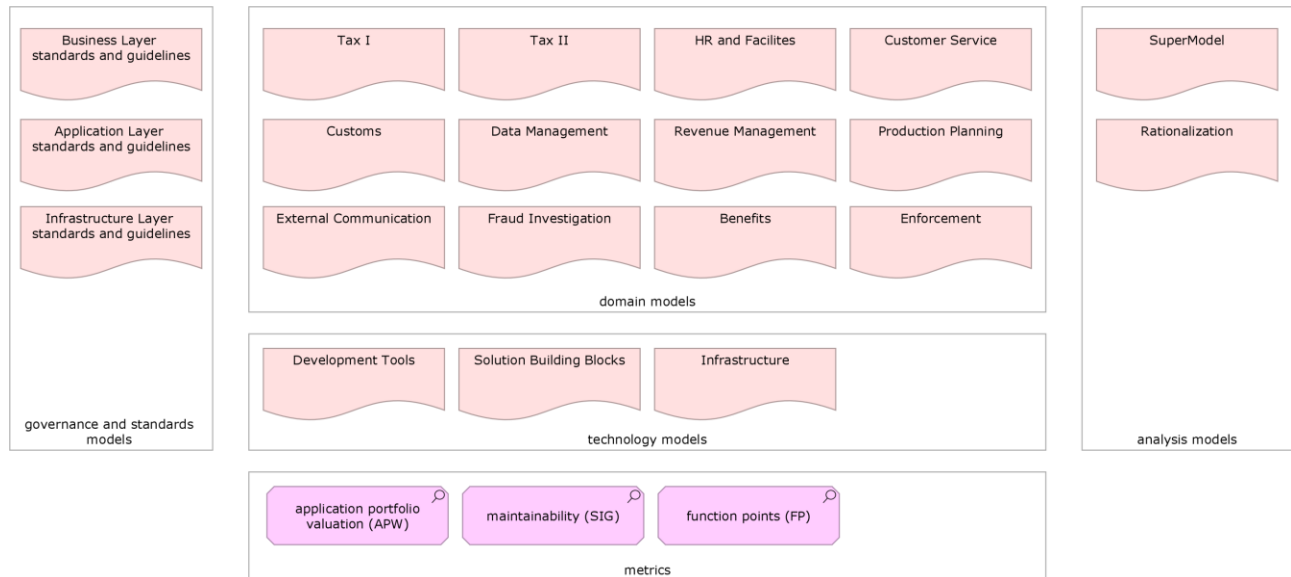 Business Layer
standards and guidelines
Application Layer
standards and guidelines
Infrastructure Layer
standards and guidelines
governance and standards
models
Tax I
Tax II
HR and Facilites
Customer Service
Customs
Data Management
Revenue Management
Production Planning
External Communication
Fraud Investigation
Benefits
Enforcement
domain models
Development Tools
Solution Building Blocks
Infrastructure
technology models
application portfolio
valuation (APW)
maintainability (SIG)
function points (FP)
metrics
SuperModel
Rationalization
analysis models